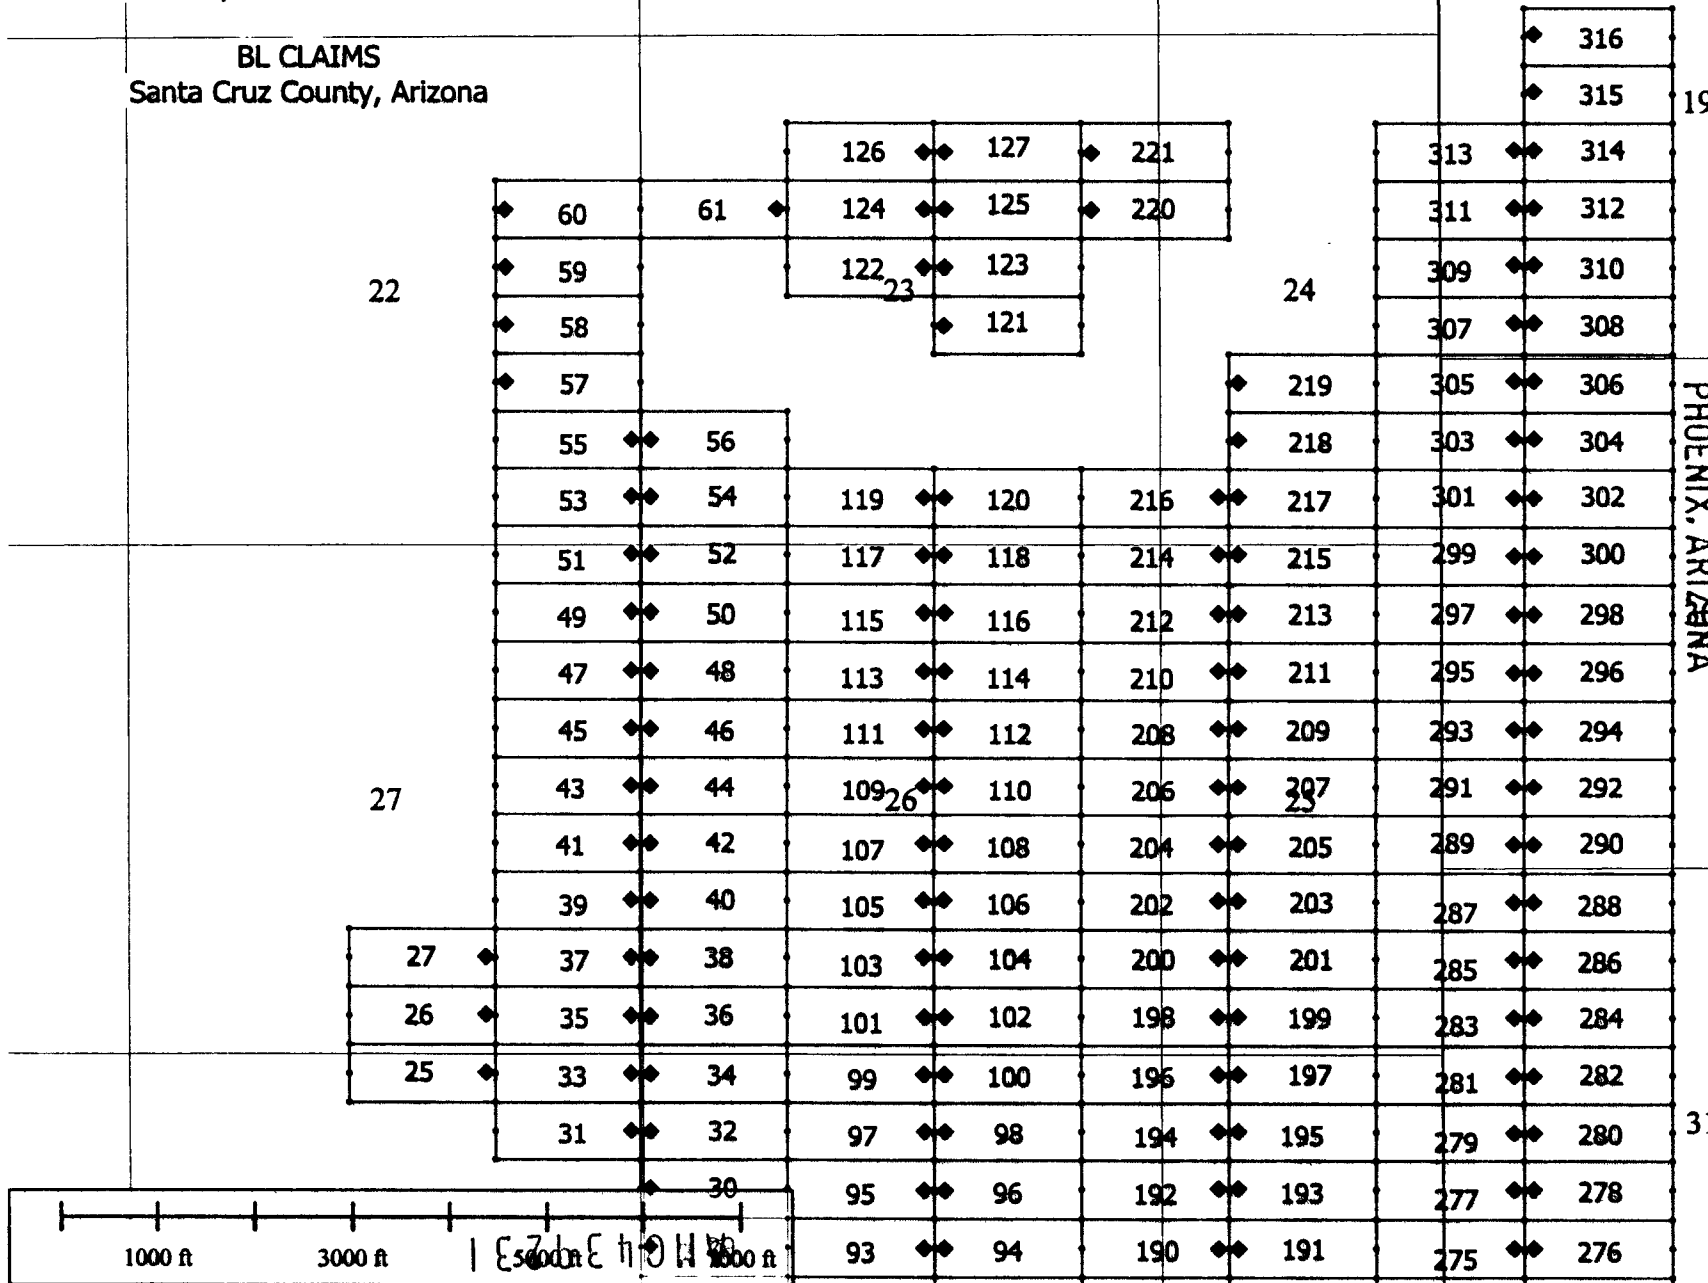 BL CLAIMS
Santa Cruz County, Arizona
316
315 19
126 127 221 313 314
60 61 124 125 220 311 312
59 122 123 309 310
22 23 24
58 121 307 308
57 219 305 306
55 56 218 303 304
53 54 119 120 216 217 301 302
PHOENIX, ARIZONA
51 52 117 118 214 215 299 300
49 50 115 116 212 213 297 298
47 48 113 114 210 211 295 296
45 46 111 112 208 209 293 294
43 44 109 110 206 207 291 292
27 26 25
41 42 107 108 204 205 289 290
39 40 105 106 202 203 287 288
27 37 38 103 104 200 201 285 286
26 35 36 101 102 198 199 283 284
25 33 34 99 100 196 197 281 282
31 32 97 98 194 195 279 280 31
30 95 96 192 193 277 278
1000 ft 3000 ft 5000 ft 93 94 190 191 275 276